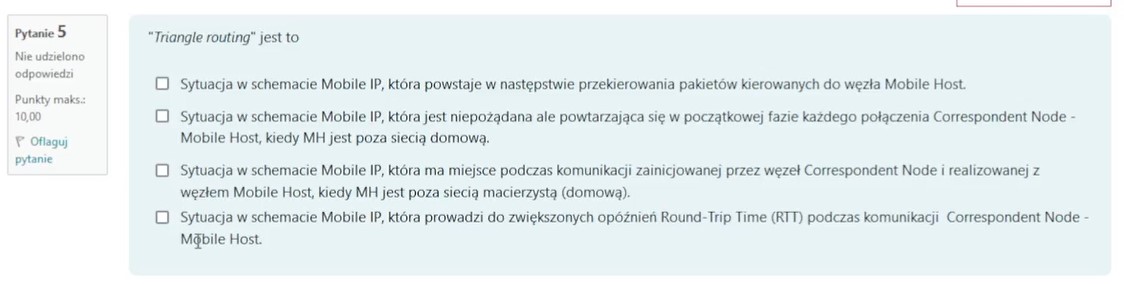 Pytanie 5
Nie udzielono
odpowiedzi
Punkty maks.:
10,00
Oflaguj
pytanie
"Triangle routing" jest to
Sytuacja w schemacie Mobile IP, która powstaje w następstwie przekierowania pakietów kierowanych do węzła Mobile Host.
Sytuacja w schemacie Mobile IP, która jest niepożądana ale powtarzająca się w początkowej fazie każdego połączenia Correspondent Node -
Mobile Host, kiedy MH jest poza siecią domową.
Sytuacja w schemacie Mobile IP, która ma miejsce podczas komunikacji zainicjowanej przez węzeł Correspondent Node i realizowanej z
węzłem Mobile Host, kiedy MH jest poza siecią macierzystą (domową).
Sytuacja w schemacie Mobile IP, która prowadzi do zwiększonych opóźnień Round-Trip Time (RTT) podczas komunikacji Correspondent Node -
Mobile Host.